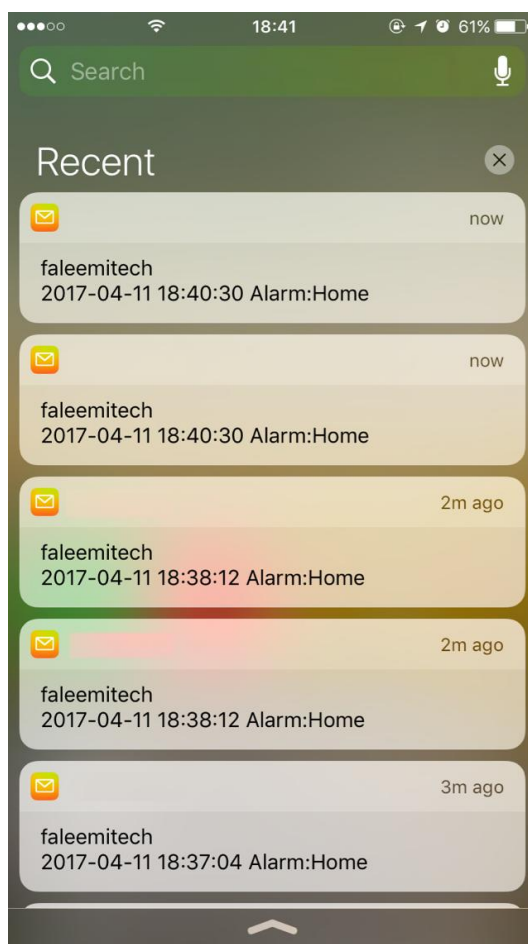 18:41 61%
Search
Recent
now
faleemitech
2017-04-11 18:40:30 Alarm:Home
now
faleemitech
2017-04-11 18:40:30 Alarm:Home
2m ago
faleemitech
2017-04-11 18:38:12 Alarm:Home
2m ago
faleemitech
2017-04-11 18:38:12 Alarm:Home
3m ago
faleemitech
2017-04-11 18:37:04 Alarm:Home